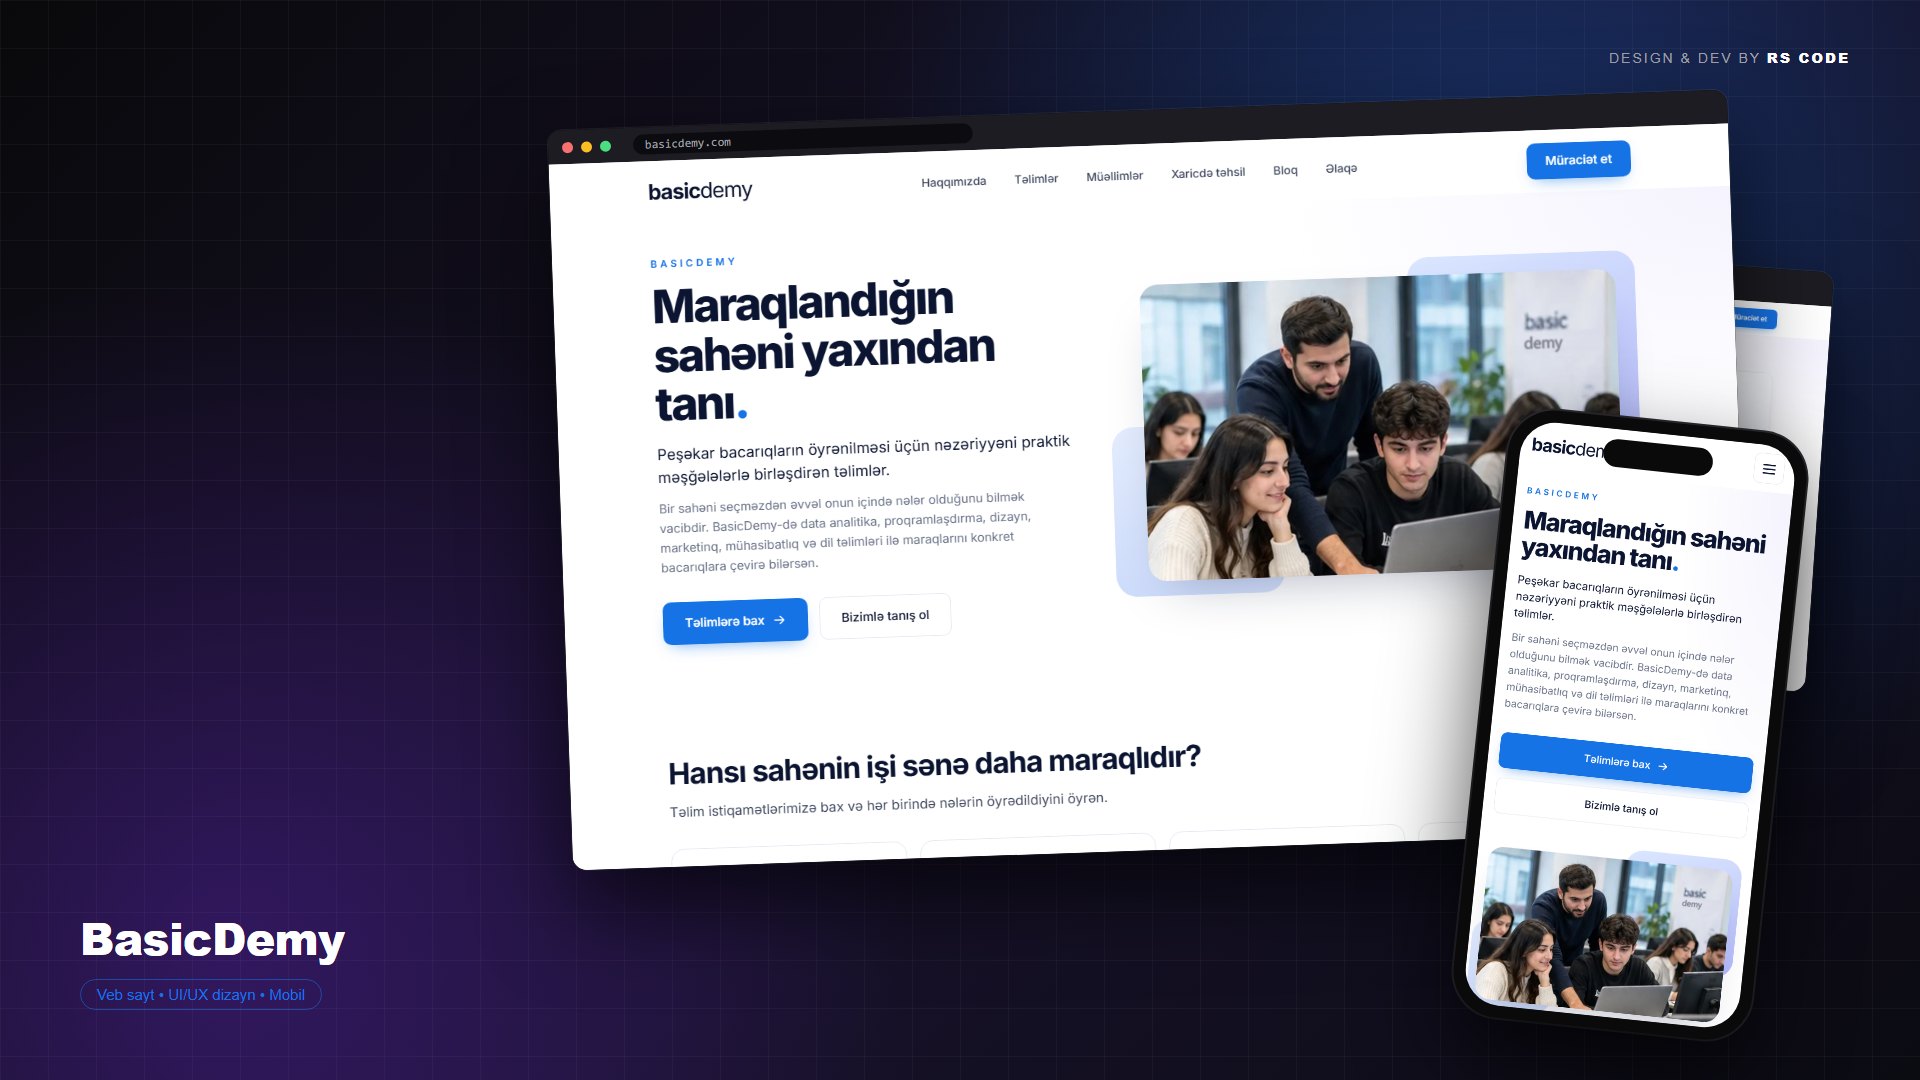 DESIGN & DEV BY RS CODE
basicdemy.com
basicdemy
Haqqımızda Təlimlər Müəllimlər Xaricdə təhsil Bloq Əlaqə
Müraciət et
BASICDEMY
Maraqlandığın
sahəni yaxından
tanı.
Peşəkar bacarıqların öyrənilməsi üçün nəzəriyyəni praktik
məşğələlərlə birləşdirən təlimlər.
Bir sahəni seçməzdən əvvəl onun içində nələr olduğunu bilmək
vacibdir. BasicDemy-də data analitika, proqramlaşdırma, dizayn,
marketinq, mühasibatlıq və dil təlimləri ilə maraqlarını konkret
bacarıqlara çevirə bilərsən.
Təlimlərə bax →
Bizimlə tanış ol
basic
demy
Hansı sahənin işi sənə daha maraqlıdır?
Təlim istiqamətlərimizə bax və hər birində nələrin öyrədildiyini öyrən.
Müraciət et
BASICDEMY
Maraqlandığın sahəni
yaxından tanı.
Peşəkar bacarıqların öyrənilməsi üçün
nəzəriyyəni praktik məşğələlərlə birləşdirən
təlimlər.
Bir sahəni seçməzdən əvvəl onun içində nələr
olduğunu bilmək vacibdir. BasicDemy-də data
analitika, proqramlaşdırma, dizayn, marketinq,
mühasibatlıq və dil təlimləri ilə maraqlarını konkret
bacarıqlara çevirə bilərsən.
Təlimlərə bax →
Bizimlə tanış ol
basic
demy
BasicDemy
Veb sayt • UI/UX dizayn • Mobil